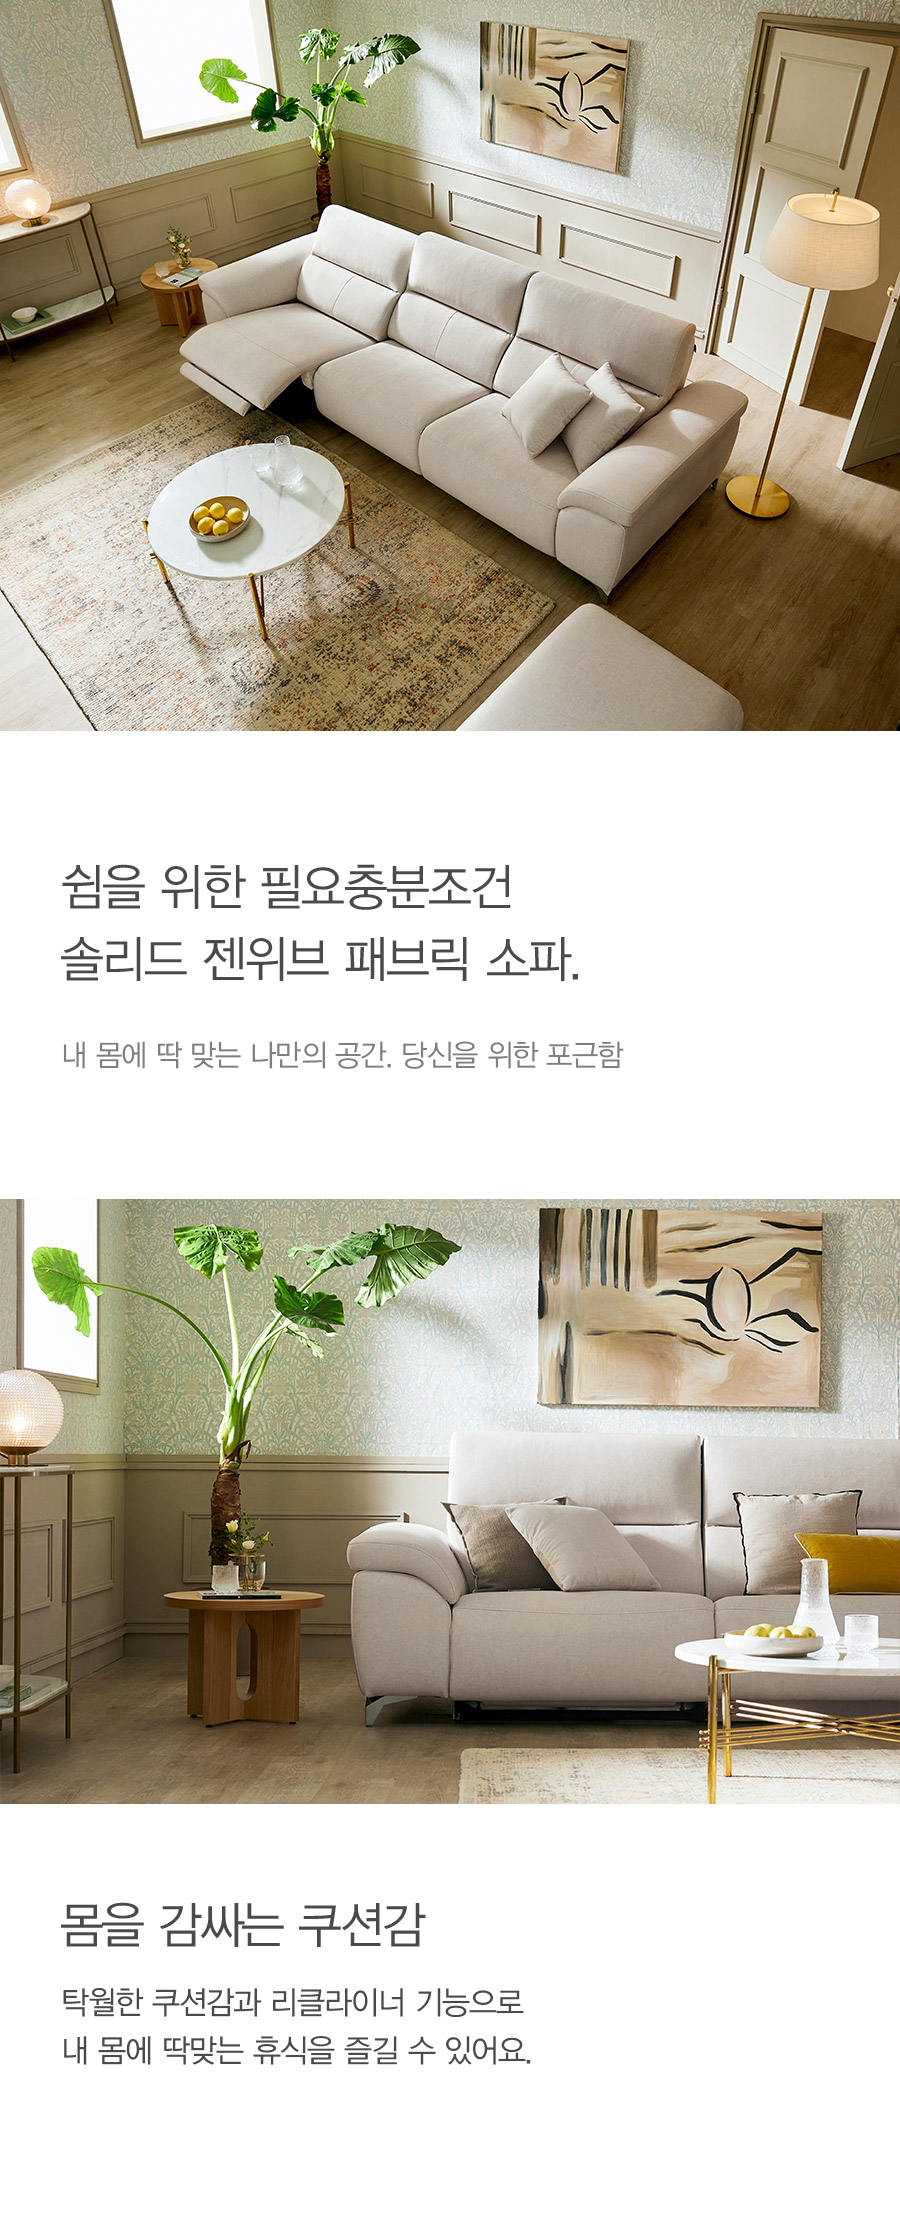 쉼을 위한 필요충분조건
솔리드 젠위브 패브릭 소파.
내 몸에 딱 맞는 나만의 공간. 당신을 위한 포근함
몸을 감싸는 쿠션감
탁월한 쿠션감과 리클라이너 기능으로
내 몸에 딱맞는 휴식을 즐길 수 있어요.